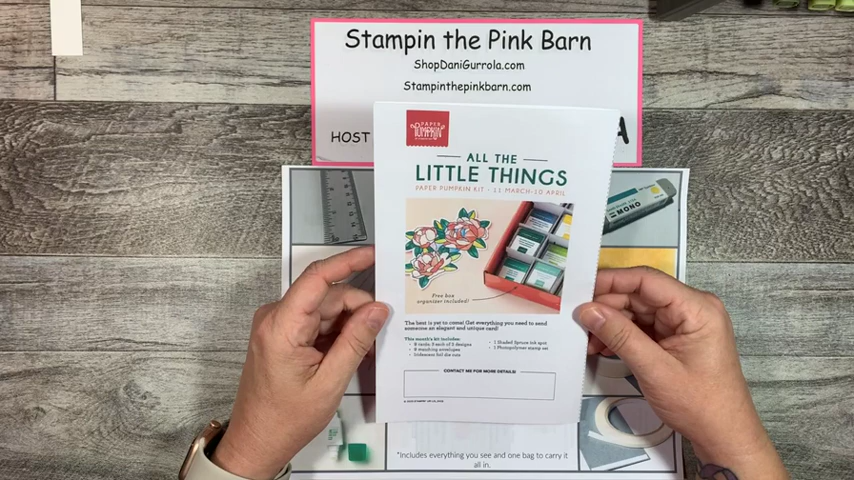 Stampin the Pink Barn
ShopDaniGurrola.com
Stampinthepinkbarn.com
HOST
A
PAPER
PUMPKIN
ALL THE
LITTLE THINGS
PAPER PUMPKIN KIT · 11 MARCH-10 APRIL
MONO
Free box
organizer included!
The best is yet to come! Get everything you need to send
someone an elegant and unique card!
This month's kit includes:
• 9 cards: 3 each of 3 designs
• 9 matching envelopes
• Iridescent foil die cuts
• 1 Shaded Spruce ink spot
• 1 Photopolymer stamp set
CONTACT ME FOR MORE DETAILS!
*Includes everything you see and one bag to carry it
all in.